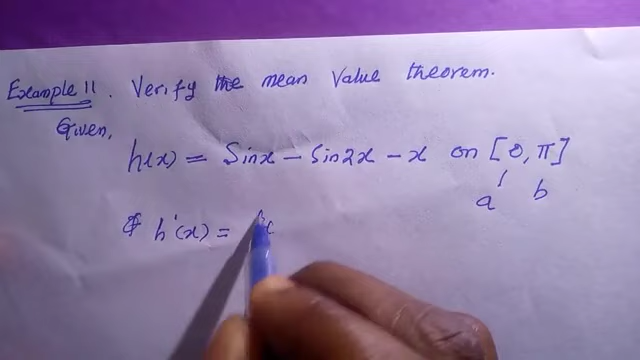 Example 11. Verify the mean Value theorem.
Given,
h(x) = Sinx – Sin2x – x on [0, π]
a b
h'(x) =